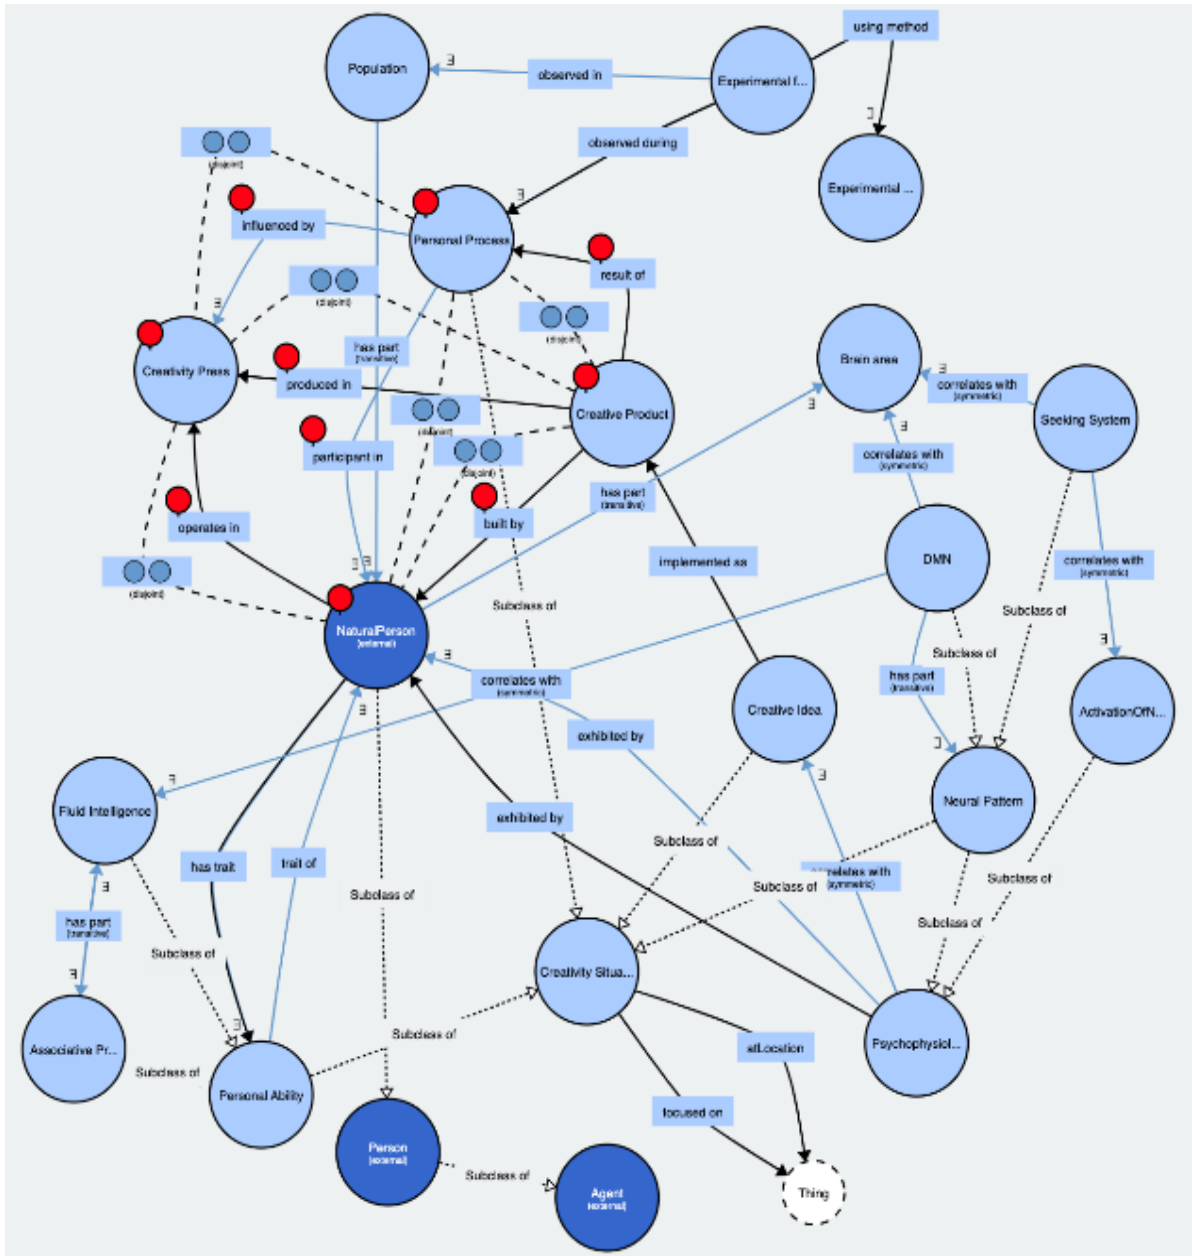 using method
Population
observed in
Experimental f...
observed during
(disjoint)
Experimental ...
influenced by
Personal Process
result of
(disjoint)
(disjoint)
has part
(transitive)
Brain area
Creativity Press
produced in
correlates with
(symmetric)
Creative Product
Seeking System
(disjoint)
participant in
correlates with
(symmetric)
(disjoint)
has part
(transitive)
operates in
built by
implemented as
DMN
correlates with
(symmetric)
(disjoint)
Subclass of
Subclass of
NaturalPerson
(external)
Subclass of
correlates with
(symmetric)
has part
(transitive)
Creative Idea
ActivationOfN...
exhibited by
Neural Pattern
Fluid Intelligence
exhibited by
Subclass of
has trait
trait of
Subclass of
Subclass of
correlates with
(symmetric)
Subclass of
has part
(transitive)
Subclass of
Subclass of
Creativity Situa...
Subclass of
Associative Pr...
Psychophysiol...
atLocation
Subclass of
Personal Ability
focused on
Person
(external)
Subclass of
Agent
(external)
Thing